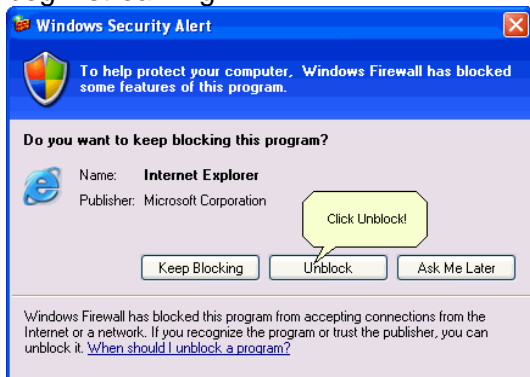 Windows Security Alert
To help protect your computer, Windows Firewall has blocked
some features of this program.
Do you want to keep blocking this program?
Name: Internet Explorer
Publisher: Microsoft Corporation
Click Unblock!
Keep Blocking Unblock Ask Me Later
Windows Firewall has blocked this program from accepting connections from the
Internet or a network. If you recognize the program or trust the publisher, you can
unblock it. When should I unblock a program?